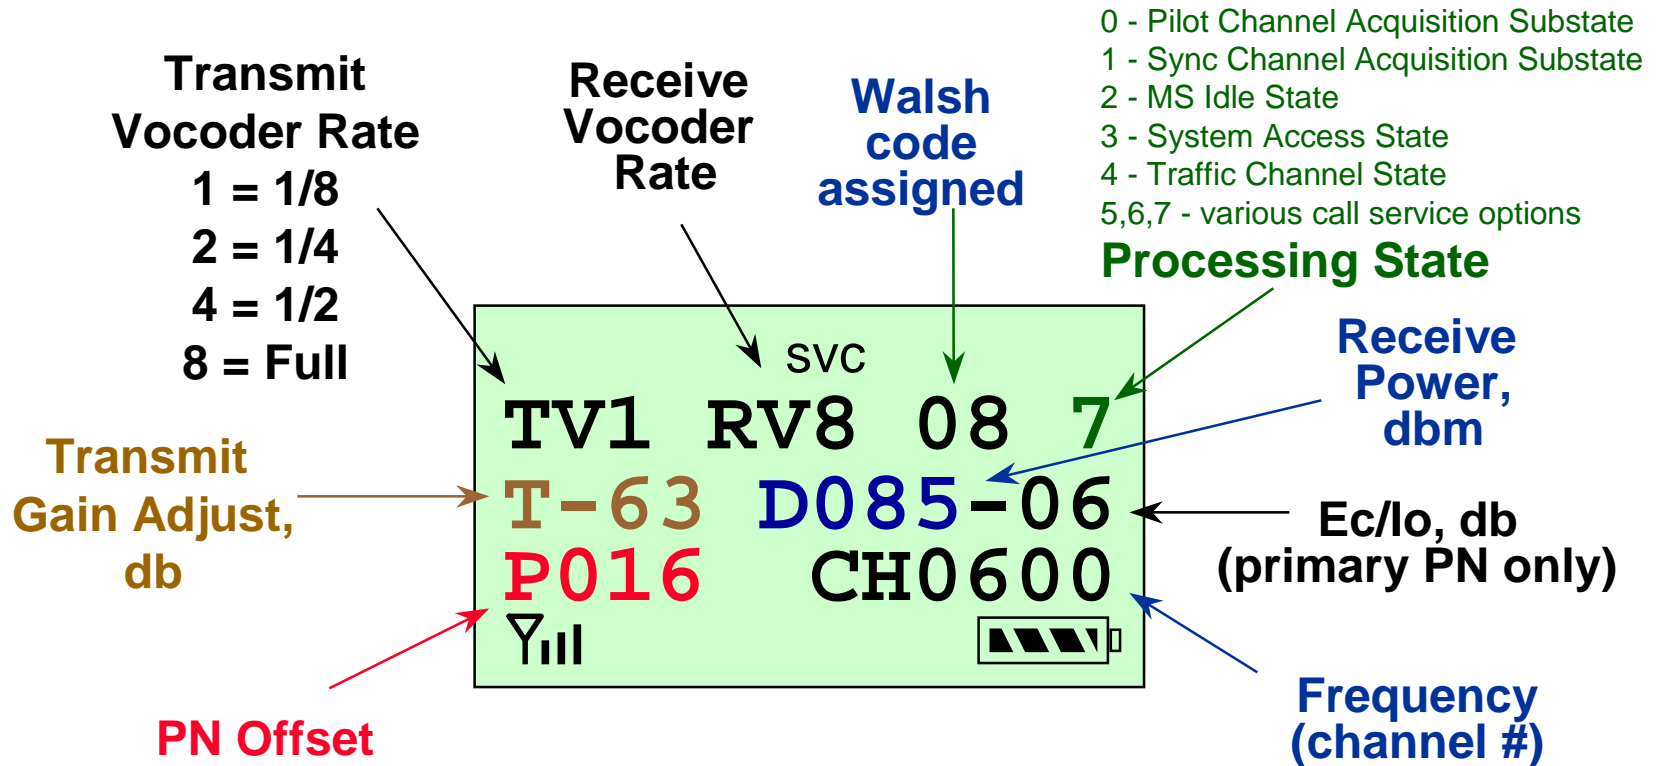 0 - Pilot Channel Acquisition Substate
1 - Sync Channel Acquisition Substate
2 - MS Idle State
3 - System Access State
4 - Traffic Channel State
5,6,7 - various call service options
Processing State
Transmit
Vocoder Rate
1 = 1/8
2 = 1/4
4 = 1/2
8 = Full
Receive
Vocoder
Rate
Walsh
code
assigned
Receive
Power,
dbm
svc
TV1 RV8 08 7
T-63 D085-06
P016 CH0600
Transmit
Gain Adjust,
db
Ec/Io, db
(primary PN only)
PN Offset
Frequency
(channel #)